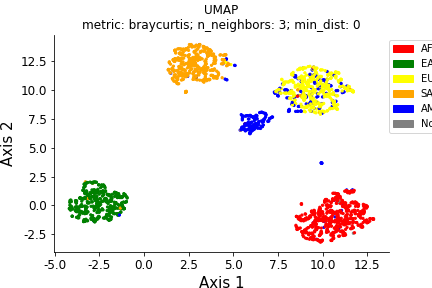 UMAP
metric: braycurtis; n_neighbors: 3; min_dist: 0
12.5
10.0
7.5
5.0
2.5
0.0
-2.5
Axis 2
-5.0 -2.5 0.0 2.5 5.0 7.5 10.0 12.5
Axis 1
AF
EA
EU
SA
AM
No